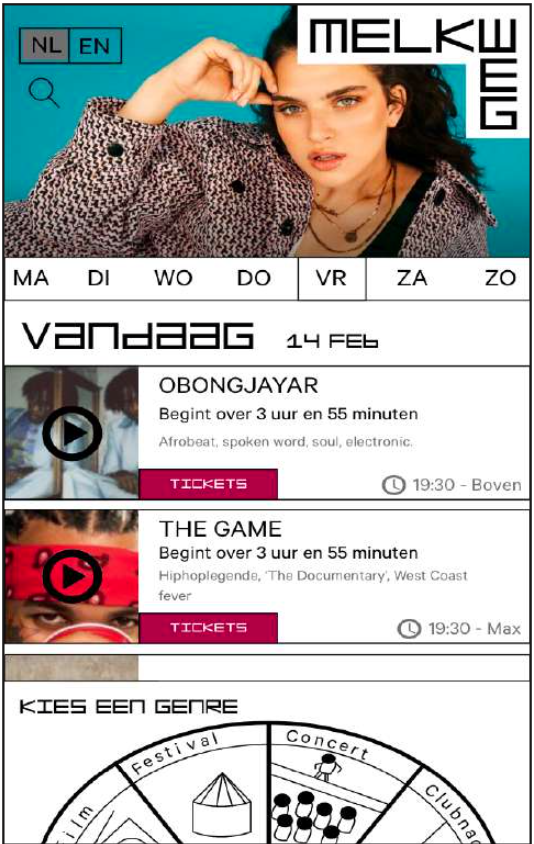 NL EN
MELKWEG
MA DI WO DO VR ZA ZO
Vandaag 14 FEB
OBONGJAYAR
Begint over 3 uur en 55 minuten
Afrobeat, spoken word, soul, electronic.
TICKETS
19:30 - Boven
THE GAME
Begint over 3 uur en 55 minuten
Hiphoplegende, 'The Documentary', West Coast
fever
TICKETS
19:30 - Max
KIES EEN GENRE
Film
Festival
Concert